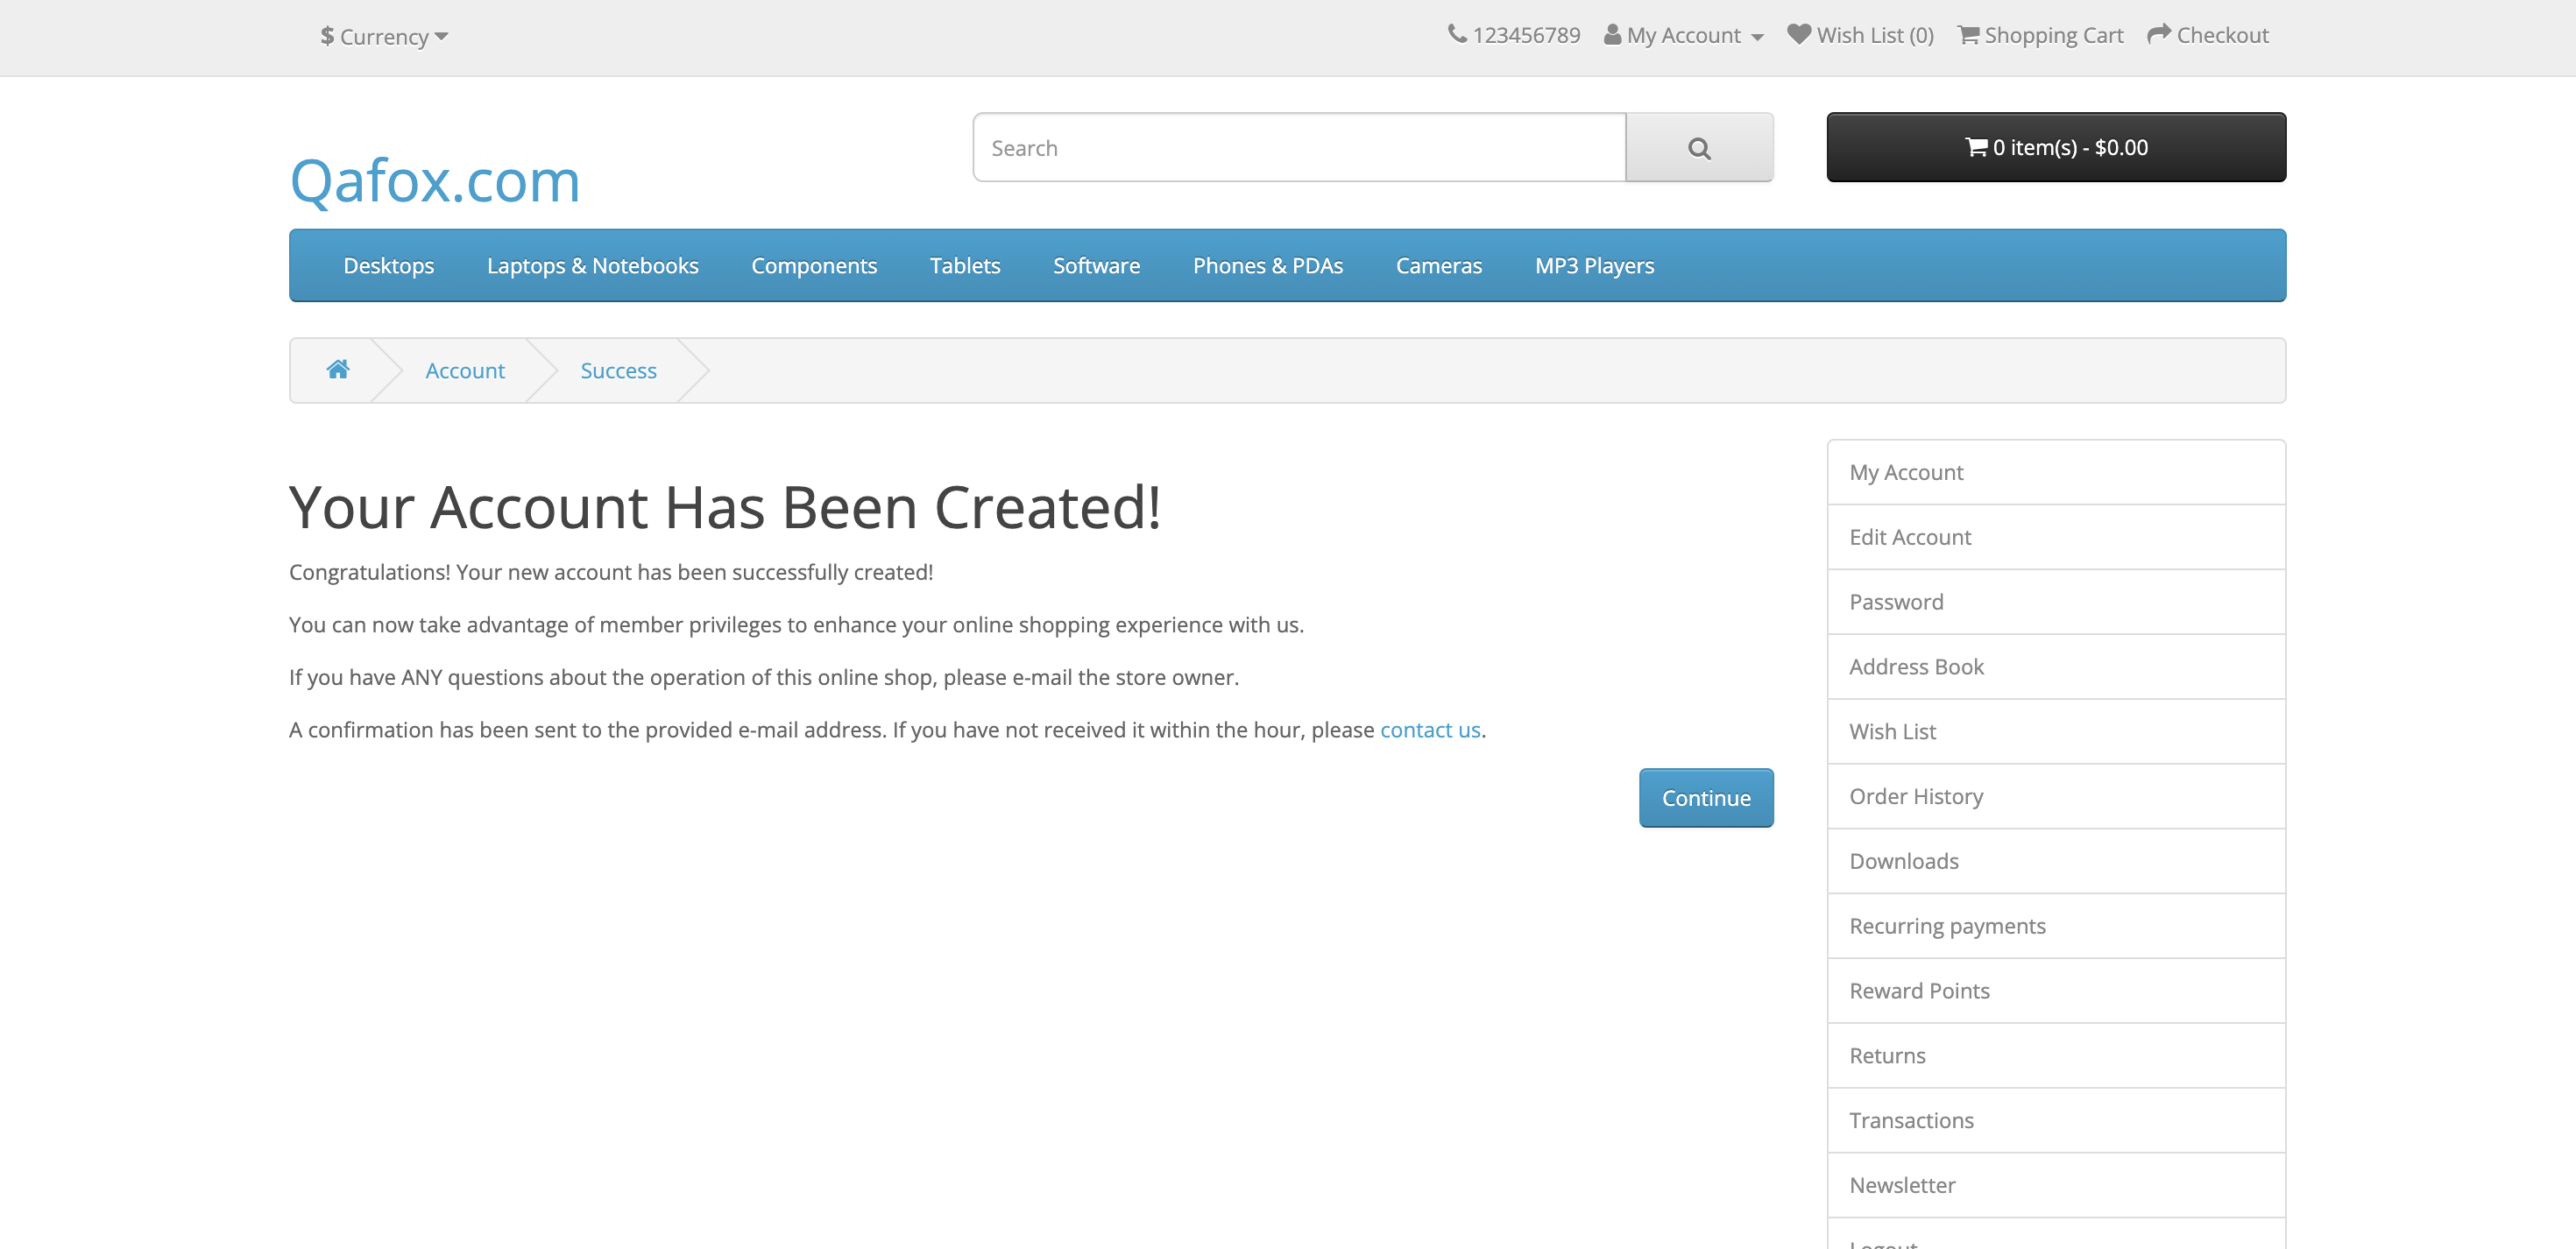 $ Currency
123456789 My Account Wish List (0) Shopping Cart Checkout
Qafox.com
Search
0 item(s) - $0.00
Desktops Laptops & Notebooks Components Tablets Software Phones & PDAs Cameras MP3 Players
Account Success
Your Account Has Been Created!
Congratulations! Your new account has been successfully created!
You can now take advantage of member privileges to enhance your online shopping experience with us.
If you have ANY questions about the operation of this online shop, please e-mail the store owner.
A confirmation has been sent to the provided e-mail address. If you have not received it within the hour, please contact us.
Continue
My Account
Edit Account
Password
Address Book
Wish List
Order History
Downloads
Recurring payments
Reward Points
Returns
Transactions
Newsletter
Logout